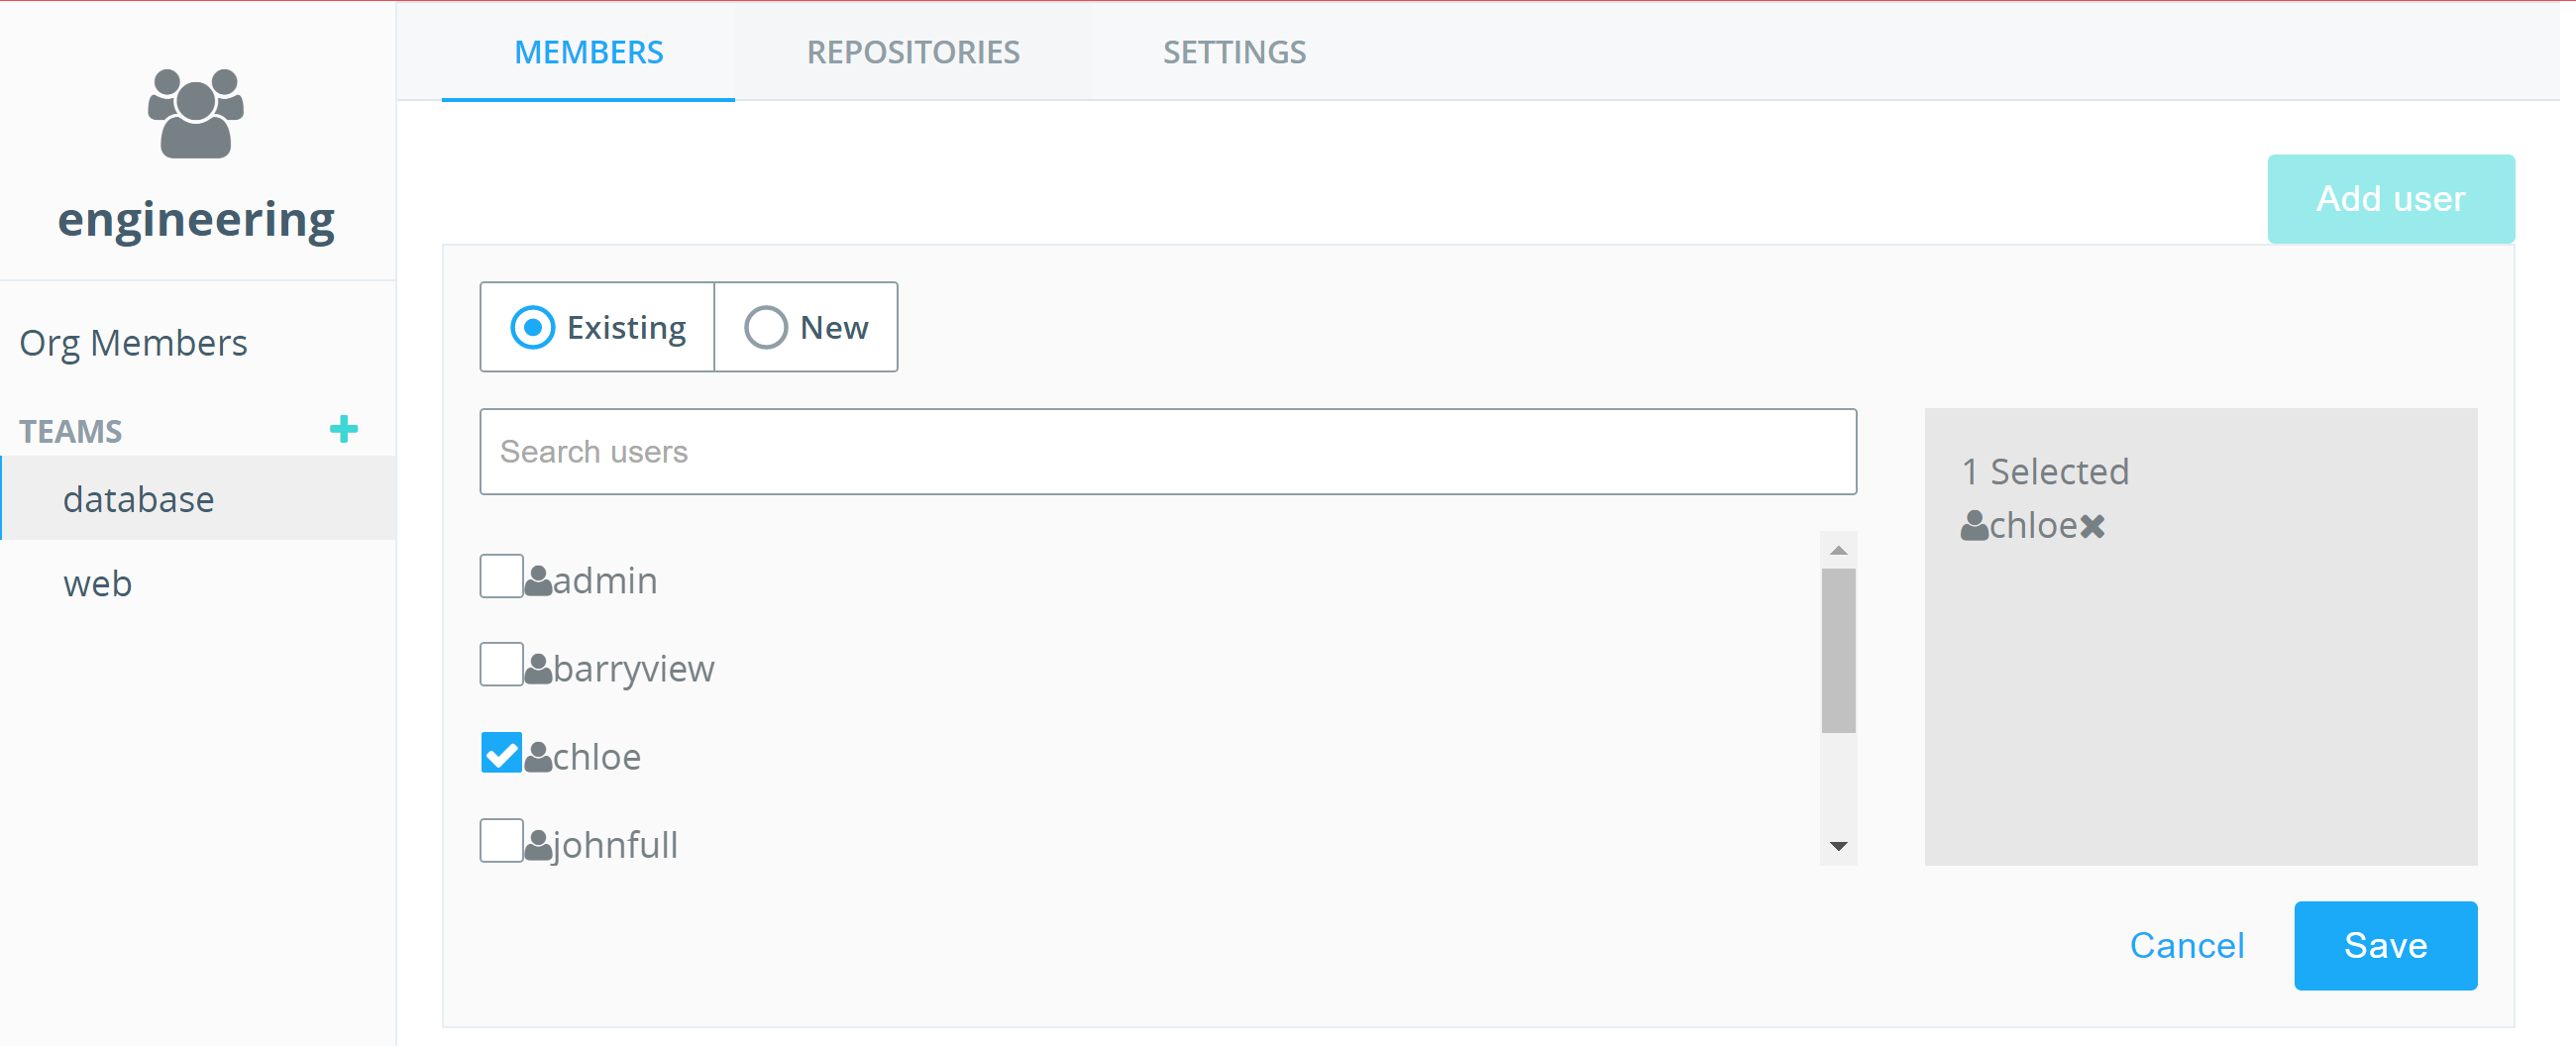 engineering
Org Members
TEAMS
database
web
MEMBERS REPOSITORIES SETTINGS
Add user
Existing New
Search users
admin
barryview
chloe
johnfull
1 Selected
chloe
Cancel Save